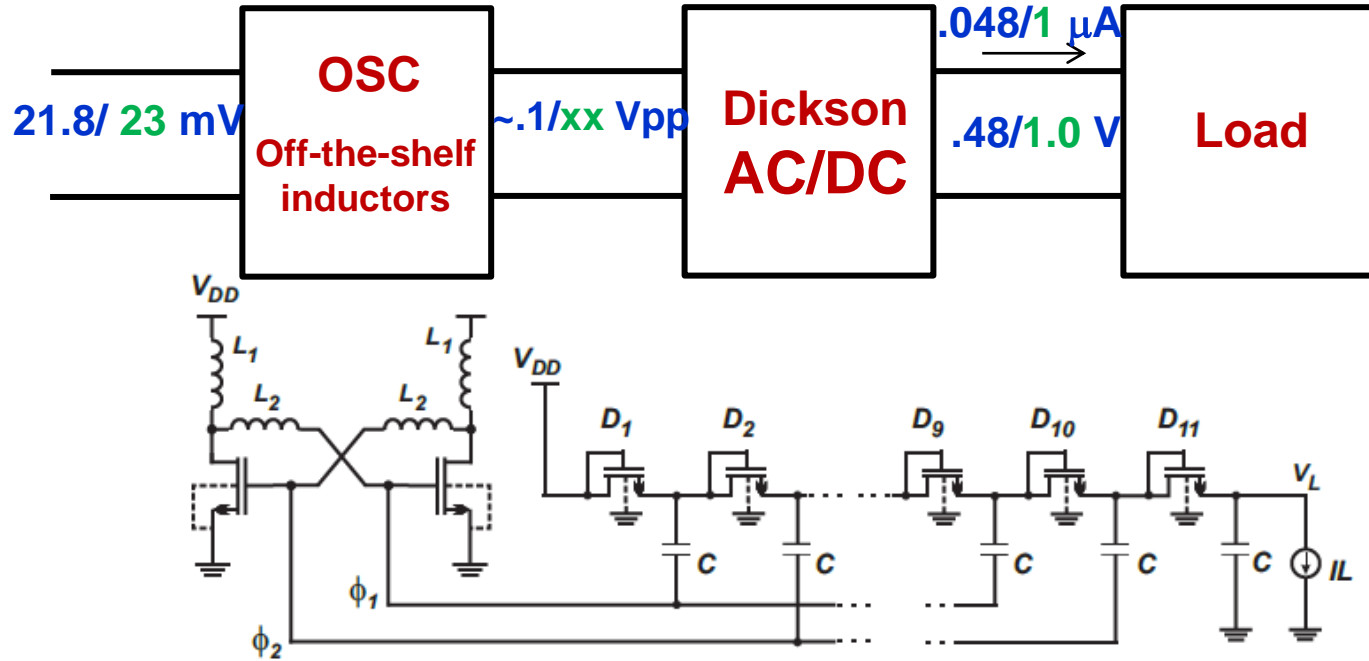 .048/1 μA
OSC
Off-the-shelf
inductors
21.8/ 23 mV
~.1/xx Vpp
Dickson
AC/DC
.48/1.0 V
Load
VDD
L1
L1
L2
L2
VDD
D1
D2
D9
D10
D11
VL
C
C
C
C
C
IL
ϕ1
ϕ2